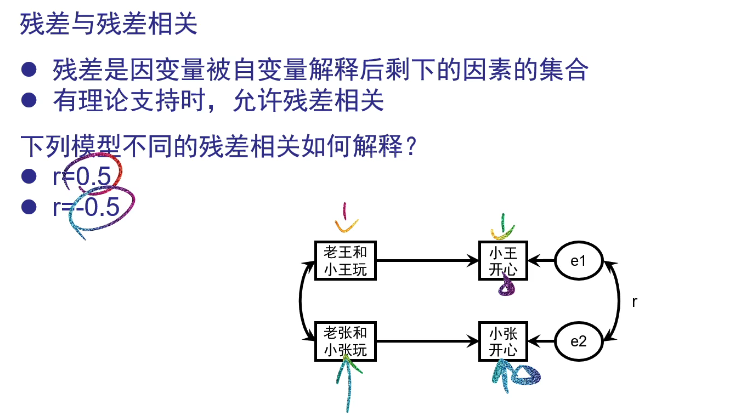 残差与残差相关
● 残差是因变量被自变量解释后剩下的因素的集合
● 有理论支持时，允许残差相关
下列模型不同的残差相关如何解释？
● r=0.5
● r=-0.5
老王和
小王玩
小王
开心
e1
r
老张和
小张玩
小张
开心
e2